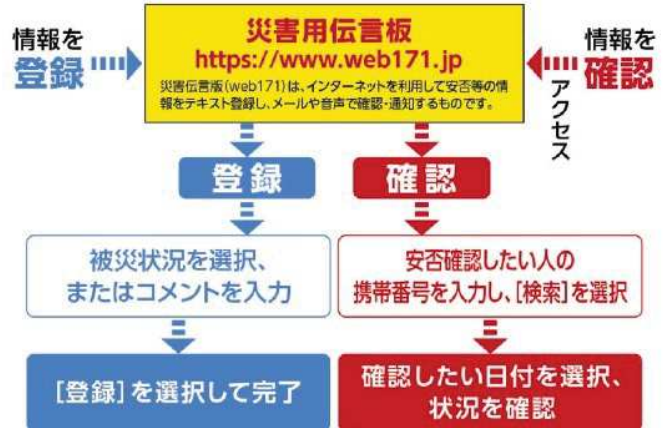 災害用伝言板
https://www.web171.jp
災害伝言版(web171)は、インターネットを利用して安否等の情
報をテキスト登録し、メールや音声で確認・通知するものです。
情報を
登録
情報を
確認
アクセス
登録
確認
被災状況を選択、
またはコメントを入力
安否確認したい人の
携帯番号を入力し、[検索]を選択
[登録]を選択して完了
確認したい日付を選択、
状況を確認